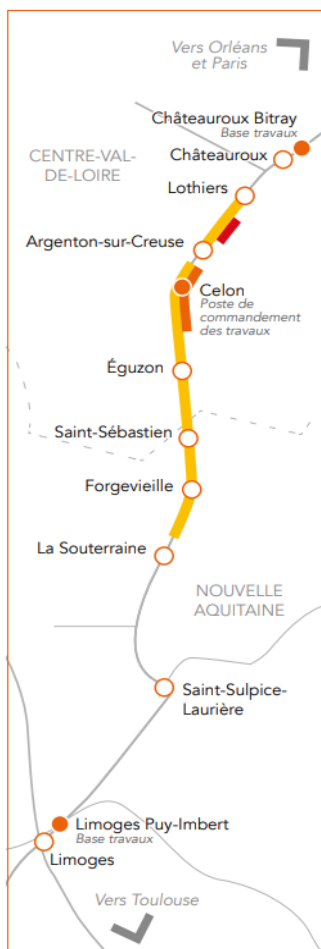 Vers Orléans
et Paris
Châteauroux Bitray
Base travaux
CENTRE-VAL-
DE-LOIRE
Châteauroux
Lothiers
Argenton-sur-Creuse
Celon
Poste de
commandement
des travaux
Éguzon
Saint-Sébastien
Forgevieille
La Souterraine
NOUVELLE
AQUITAINE
Saint-Sulpice-
Laurière
Limoges Puy-Imbert
Base travaux
Limoges
Vers Toulouse